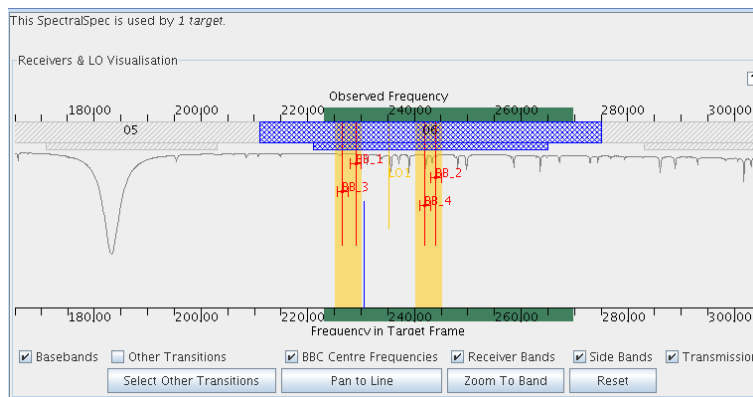 This SpectralSpec is used by 1 target.
Receivers & LO Visualisation
Observed Frequency
180|00 200|00 220|00 240|00 260|00 280|00 300|00
05 06
BB_1
LO1 BB_2
BB_3
BB_4
180|00 200|00 220|00 240|00 260|00 280|00 300|00
Frequency in Target Frame
Basebands Other Transitions BBC Centre Frequencies Receiver Bands Side Bands Transmission
Select Other Transitions Pan to Line Zoom To Band Reset